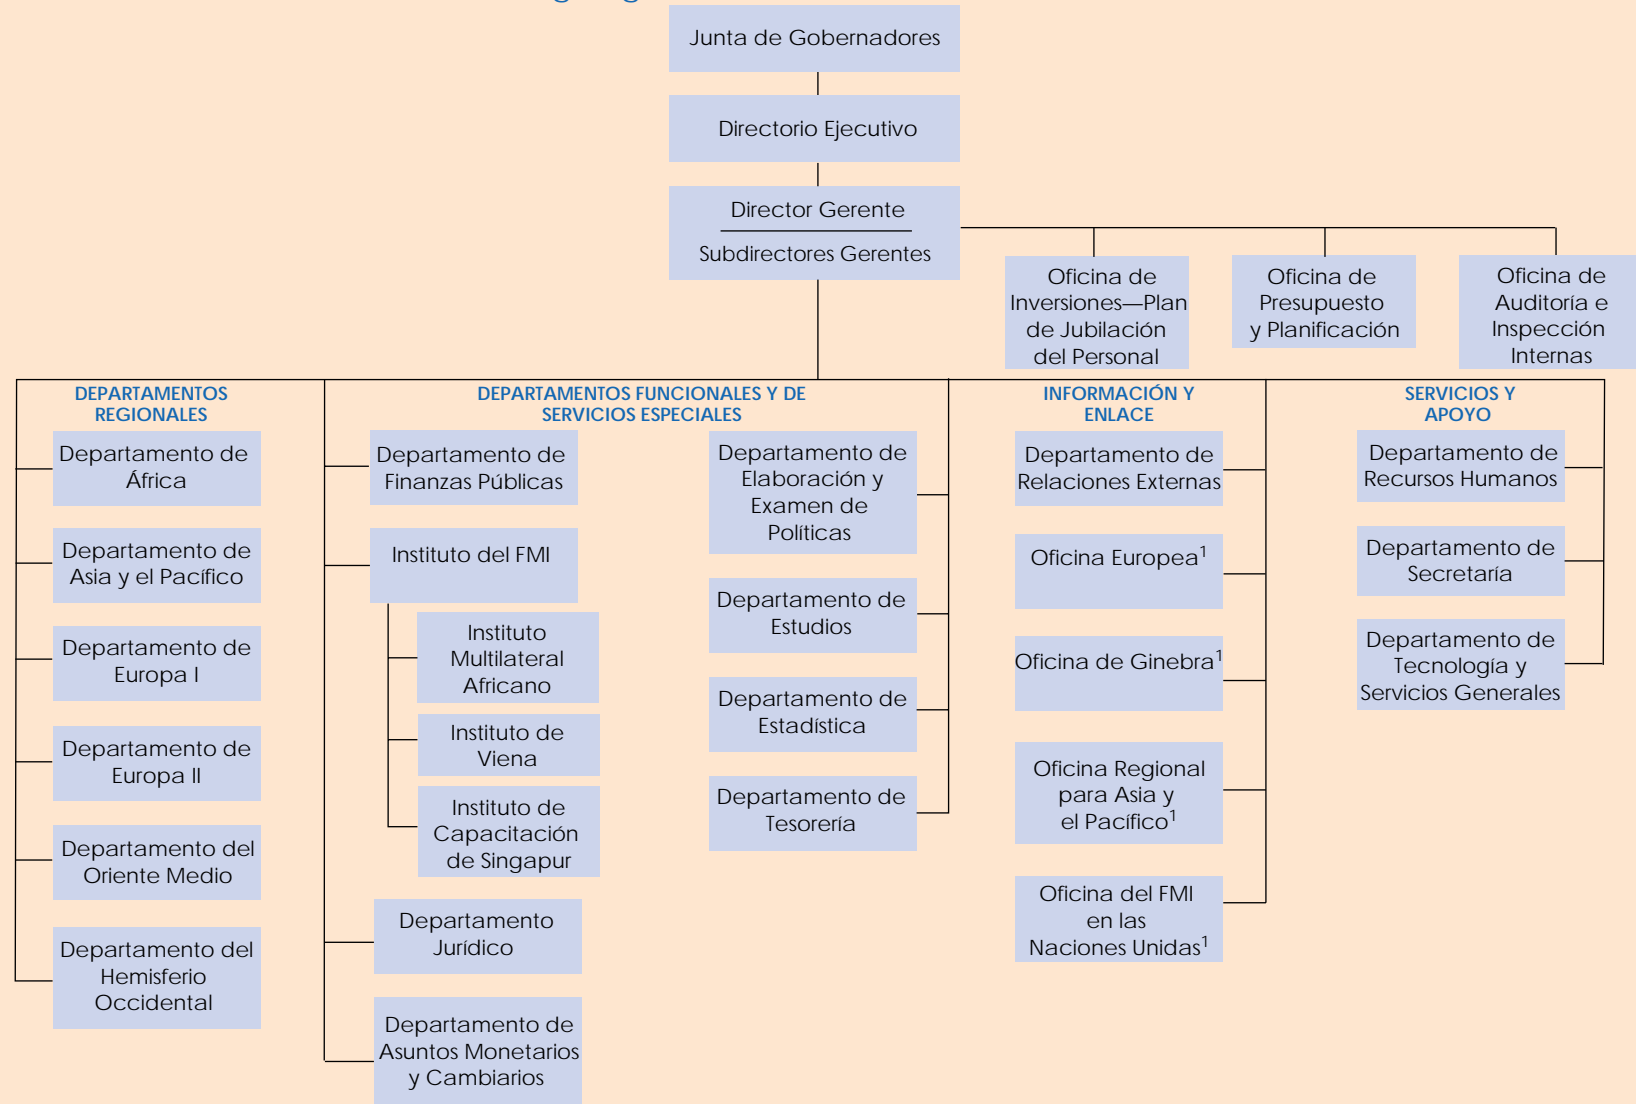 Junta de Gobernadores
Directorio Ejecutivo
Director Gerente
Subdirectores Gerentes
Oficina de
Inversiones—Plan
de Jubilación
del Personal
Oficina de
Presupuesto
y Planificación
Oficina de
Auditoría e
Inspección
Internas
DEPARTAMENTOS
REGIONALES
Departamento de
África
Departamento de
Asia y el Pacífico
Departamento de
Europa I
Departamento de
Europa II
Departamento del
Oriente Medio
Departamento del
Hemisferio
Occidental
DEPARTAMENTOS FUNCIONALES Y DE
SERVICIOS ESPECIALES
Departamento de
Finanzas Públicas
Instituto del FMI
Instituto
Multilateral
Africano
Instituto de
Viena
Instituto de
Capacitación
de Singapur
Departamento
Jurídico
Departamento de
Asuntos Monetarios
y Cambiarios
Departamento de
Elaboración y
Examen de
Políticas
Departamento de
Estudios
Departamento de
Estadística
Departamento de
Tesorería
INFORMACIÓN Y
ENLACE
Departamento de
Relaciones Externas
Oficina Europea¹
Oficina de Ginebra¹
Oficina Regional
para Asia y
el Pacífico¹
Oficina del FMI
en las
Naciones Unidas¹
SERVICIOS Y
APOYO
Departamento de
Recursos Humanos
Departamento de
Secretaría
Departamento de
Tecnología y
Servicios Generales